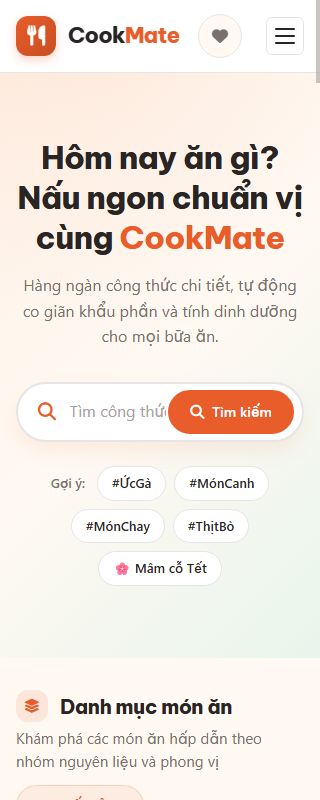 CookMate
Hôm nay ăn gì?
Nấu ngon chuẩn vị
cùng CookMate
Hàng ngàn công thức chi tiết, tự động
co giãn khẩu phần và tính dinh dưỡng
cho mọi bữa ăn.
Tìm công thức Tìm kiếm
Gợi ý: #ỨcGà #MónCanh
#MónChay #ThịtBò
🌸 Mâm cỗ Tết
Danh mục món ăn
Khám phá các món ăn hấp dẫn theo
nhóm nguyên liệu và phong vị